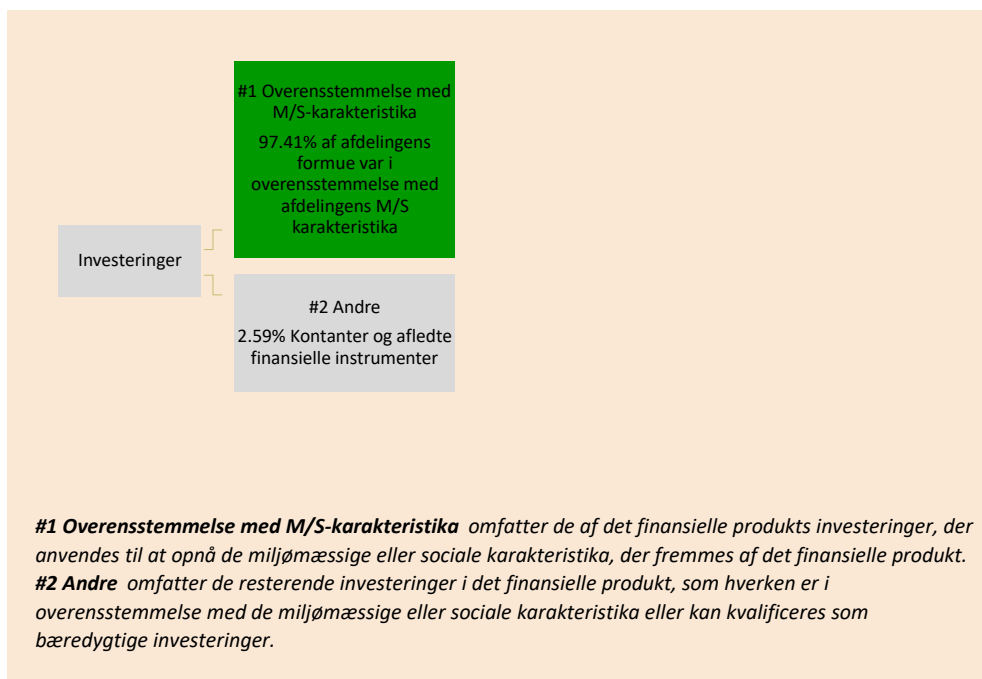 #1 Overensstemmelse med
M/S-karakteristika
97.41% af afdelingens
formue var i
overensstemmelse med
afdelingens M/S
karakteristika
Investeringer
#2 Andre
2.59% Kontanter og afledte
finansielle instrumenter
#1 Overensstemmelse med M/S-karakteristika omfatter de af det finansielle produkts investeringer, der
anvendes til at opnå de miljømæssige eller sociale karakteristika, der fremmes af det finansielle produkt.
#2 Andre omfatter de resterende investeringer i det finansielle produkt, som hverken er i
overensstemmelse med de miljømæssige eller sociale karakteristika eller kan kvalificeres som
bæredygtige investeringer.